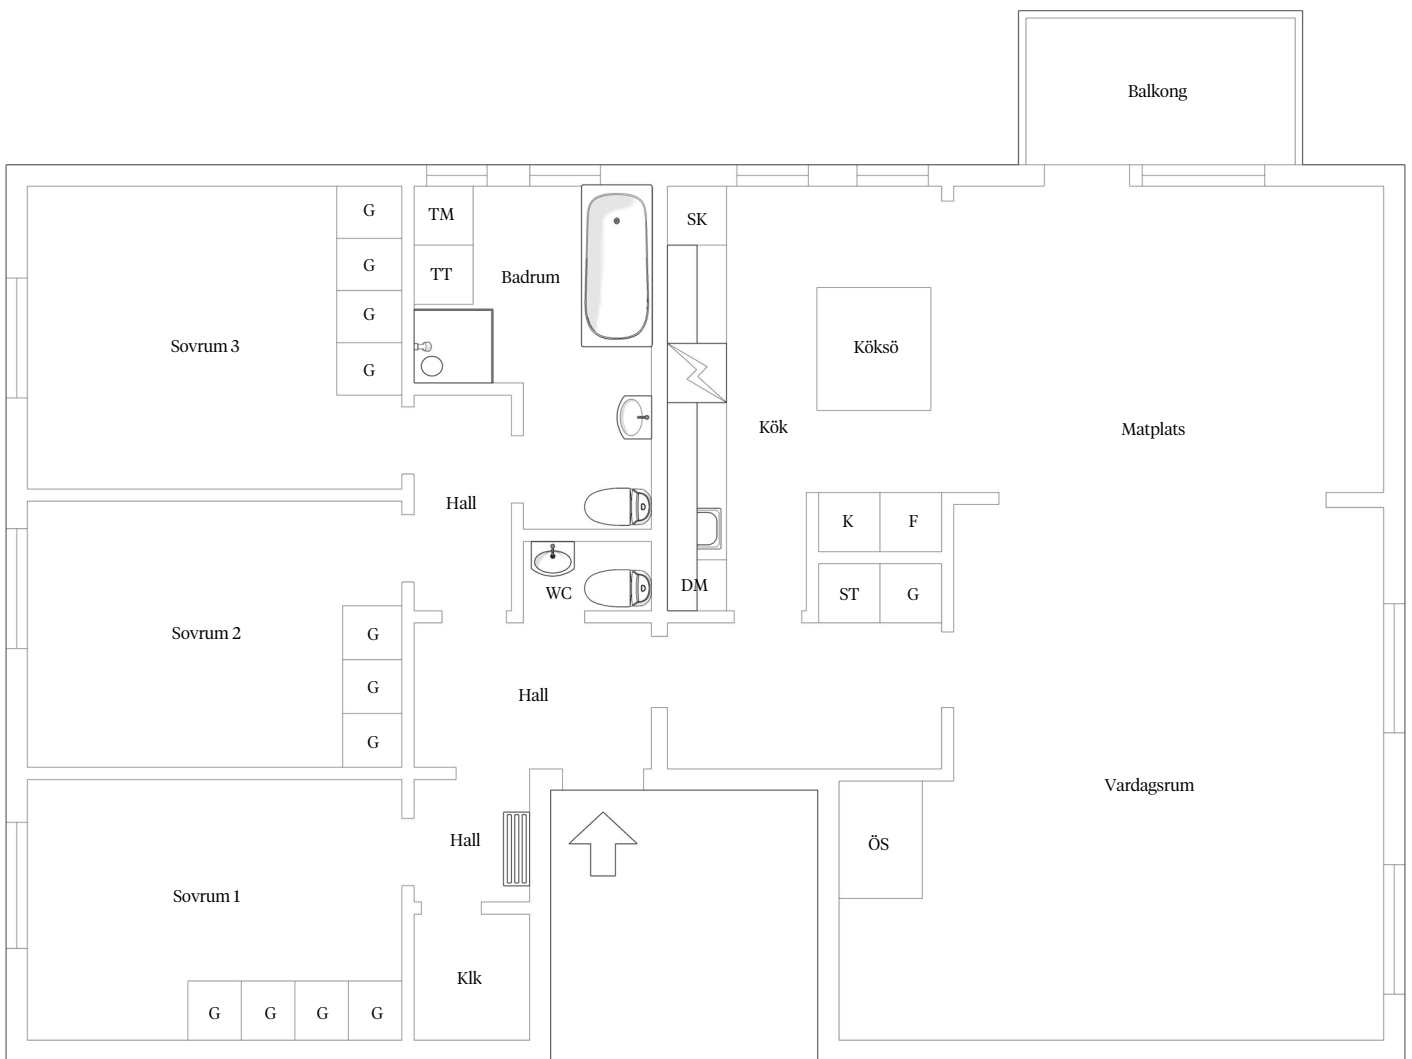 Balkong
G
TM
SK
G
TT
Badrum
G
Sovrum 3
Köksö
G
Kök
Matplats
Hall
K
F
DM
WC
ST
G
Sovrum 2
G
G
Hall
G
Vardagsrum
Hall
ÖS
Sovrum 1
Klk
G
G
G
G